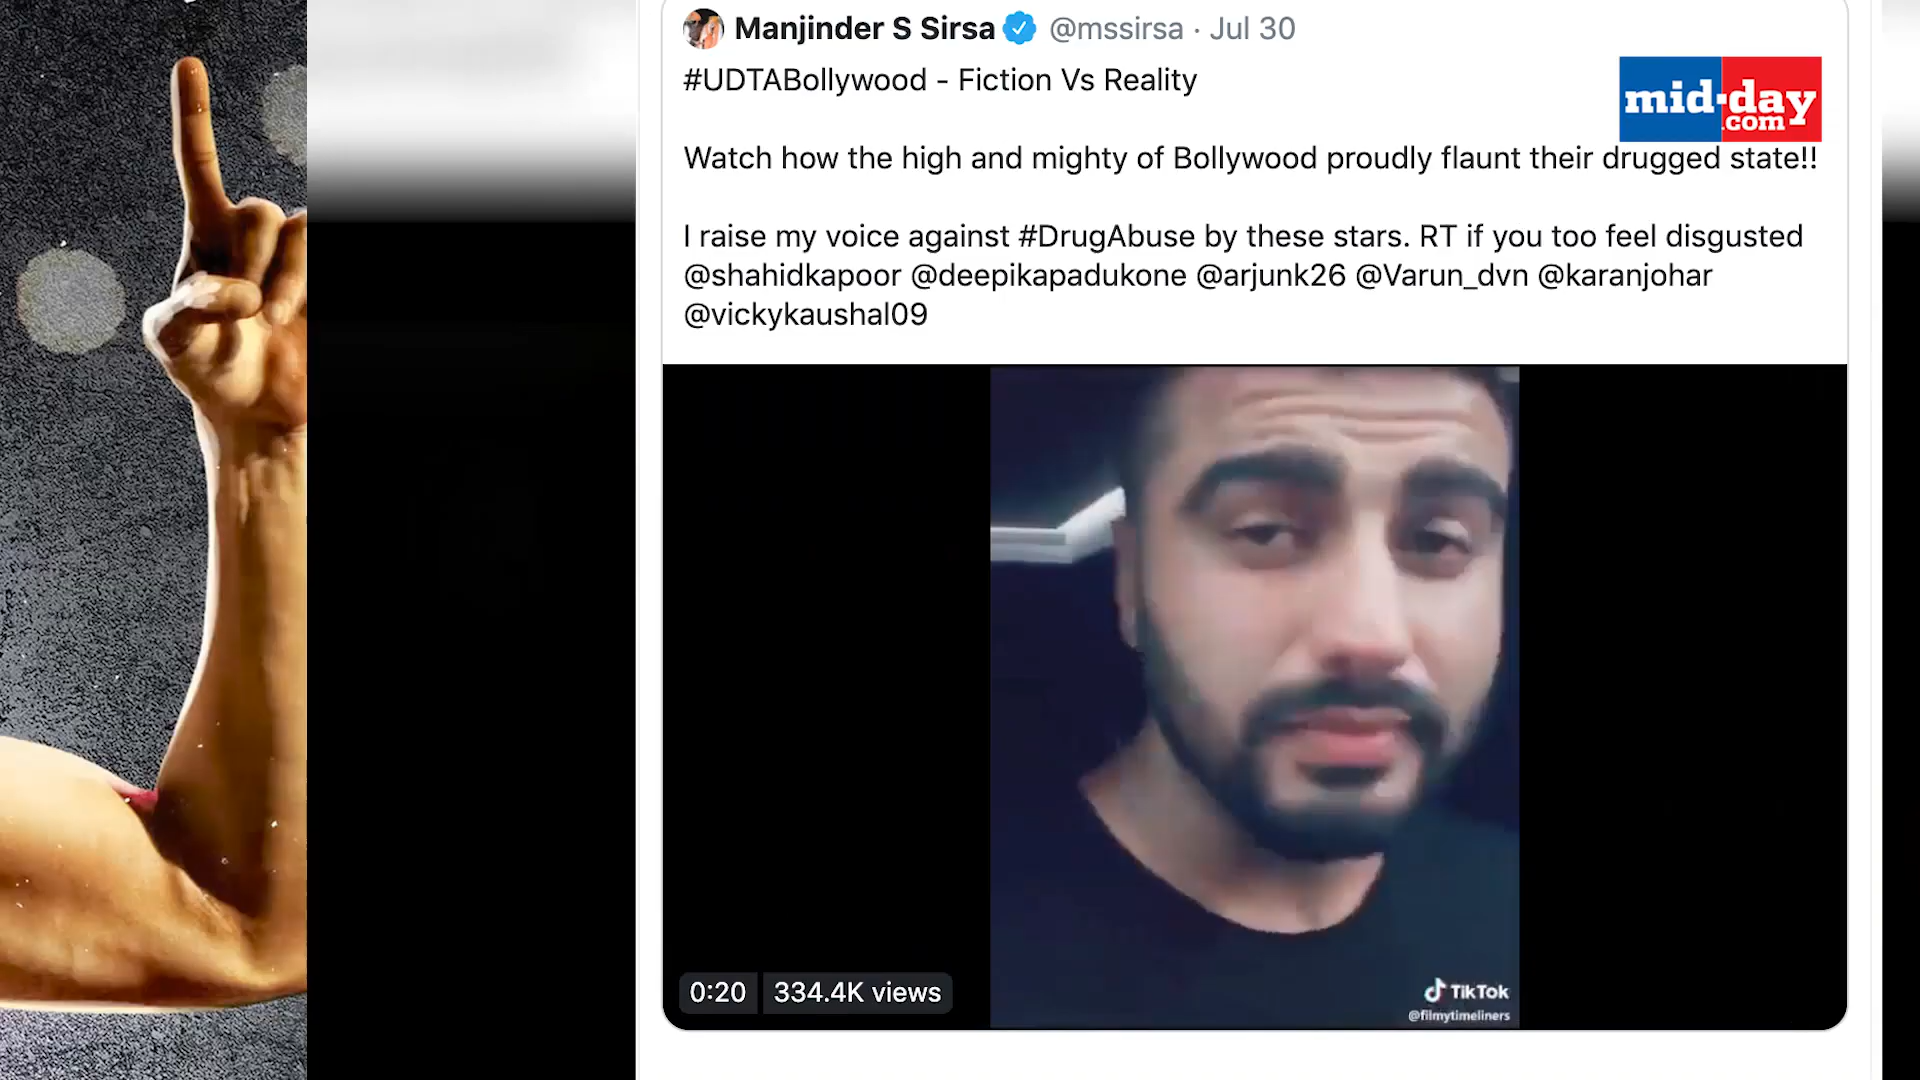 Manjinder S Sirsa @mssirsa · Jul 30
#UDTABollywood - Fiction Vs Reality
mid-day
.com
Watch how the high and mighty of Bollywood proudly flaunt their drugged state!!
I raise my voice against #DrugAbuse by these stars. RT if you too feel disgusted
@shahidkapoor @deepikapadukone @arjunk26 @Varun_dvn @karanjohar
@vickykaushal09
0:20 334.4K views
TikTok
@filmytimeliners